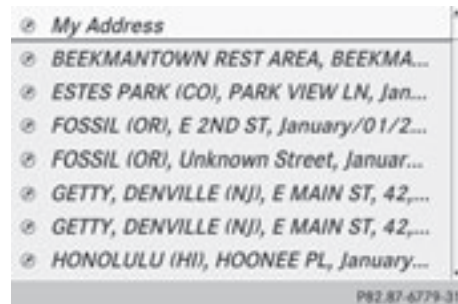 My Address
BEEKMANTOWN REST AREA, BEEKMA...
ESTES PARK (CO), PARK VIEW LN, Jan...
FOSSIL (OR), E 2ND ST, January/01/2...
FOSSIL (OR), Unknown Street, Januar...
GETTY, DENVILLE (NJ), E MAIN ST, 42,...
GETTY, DENVILLE (NJ), E MAIN ST, 42,...
HONOLULU (HI), HOONEE PL, January...
P82.87-6779-31